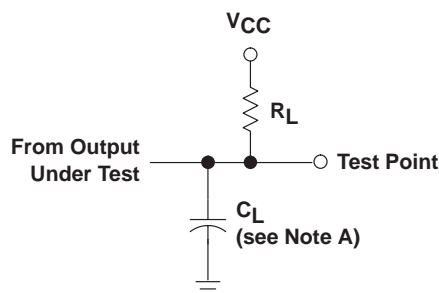 VCC
RL
From Output
Under Test
Test Point
CL
(see Note A)